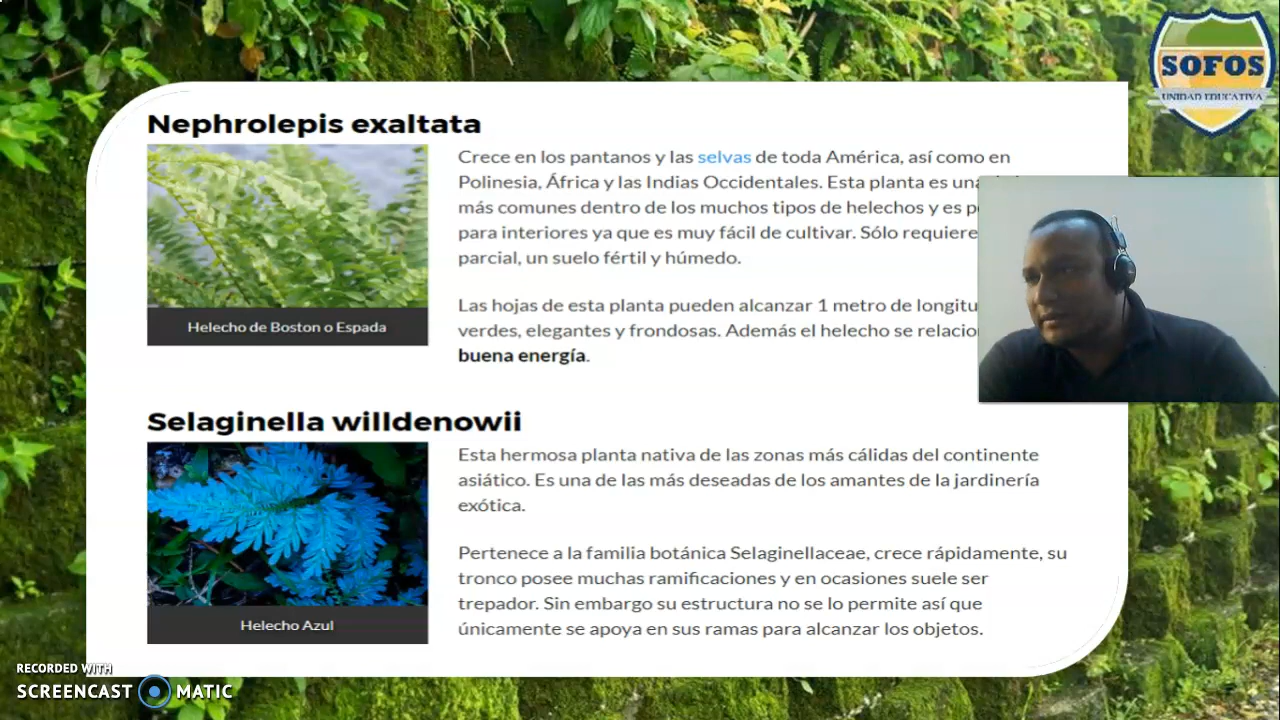 SOFOS
UNIDAD EDUCATIVA
Nephrolepis exaltata
Crece en los pantanos y las selvas de toda América, así como en
Polinesia, África y las Indias Occidentales. Esta planta es una
más comunes dentro de los muchos tipos de helechos y es
para interiores ya que es muy fácil de cultivar. Sólo requiere
parcial, un suelo fértil y húmedo.
Helecho de Boston o Espada
Las hojas de esta planta pueden alcanzar 1 metro de
verdes, elegantes y frondosas. Además el helecho se
buena energía.
Selaginella willdenowii
Esta hermosa planta nativa de las zonas más cálidas del continente
asiático. Es una de las más deseadas de los amantes de la jardinería
exótica.
Pertenece a la familia botánica Selaginellaceae, crece rápidamente, su
tronco posee muchas ramificaciones y en ocasiones suele ser
trepador. Sin embargo su estructura no se lo permite así que
únicamente se apoya en sus ramas para alcanzar los objetos.
Helecho Azul
RECORDED WITH
SCREENCAST MATIC